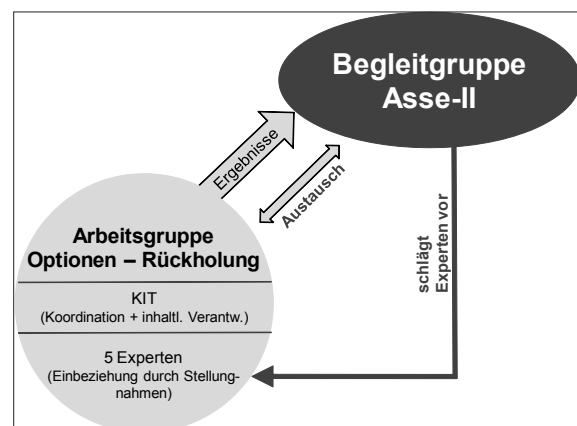 Begleitgruppe
Asse-II
Ergebnisse
Austausch
schlägt
Experten vor
Arbeitsgruppe
Optionen – Rückholung
KIT
(Koordination + inhaltl. Verantw.)
5 Experten
(Einbeziehung durch Stellung-
nahmen)